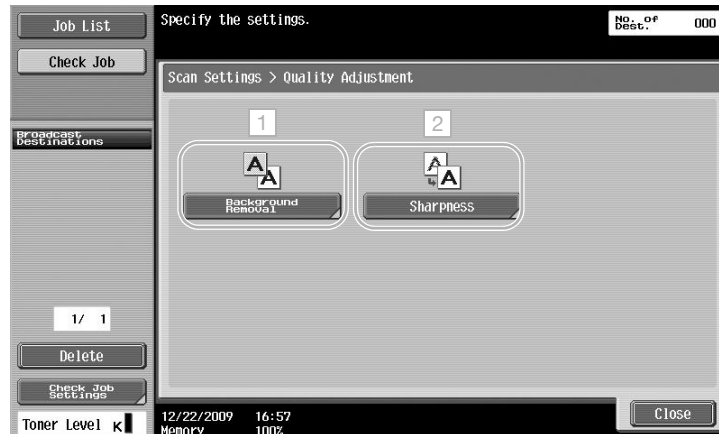 Job List
Check Job
Broadcast
Destinations
1/ 1
Delete
Check Job
Settings
Toner Level K
Specify the settings.
No. of
Dest.
000
Scan Settings > Quality Adjustment
1
2
A
A
A
A
Background
Removal
Sharpness
12/22/2009 16:57
Memory 100%
Close